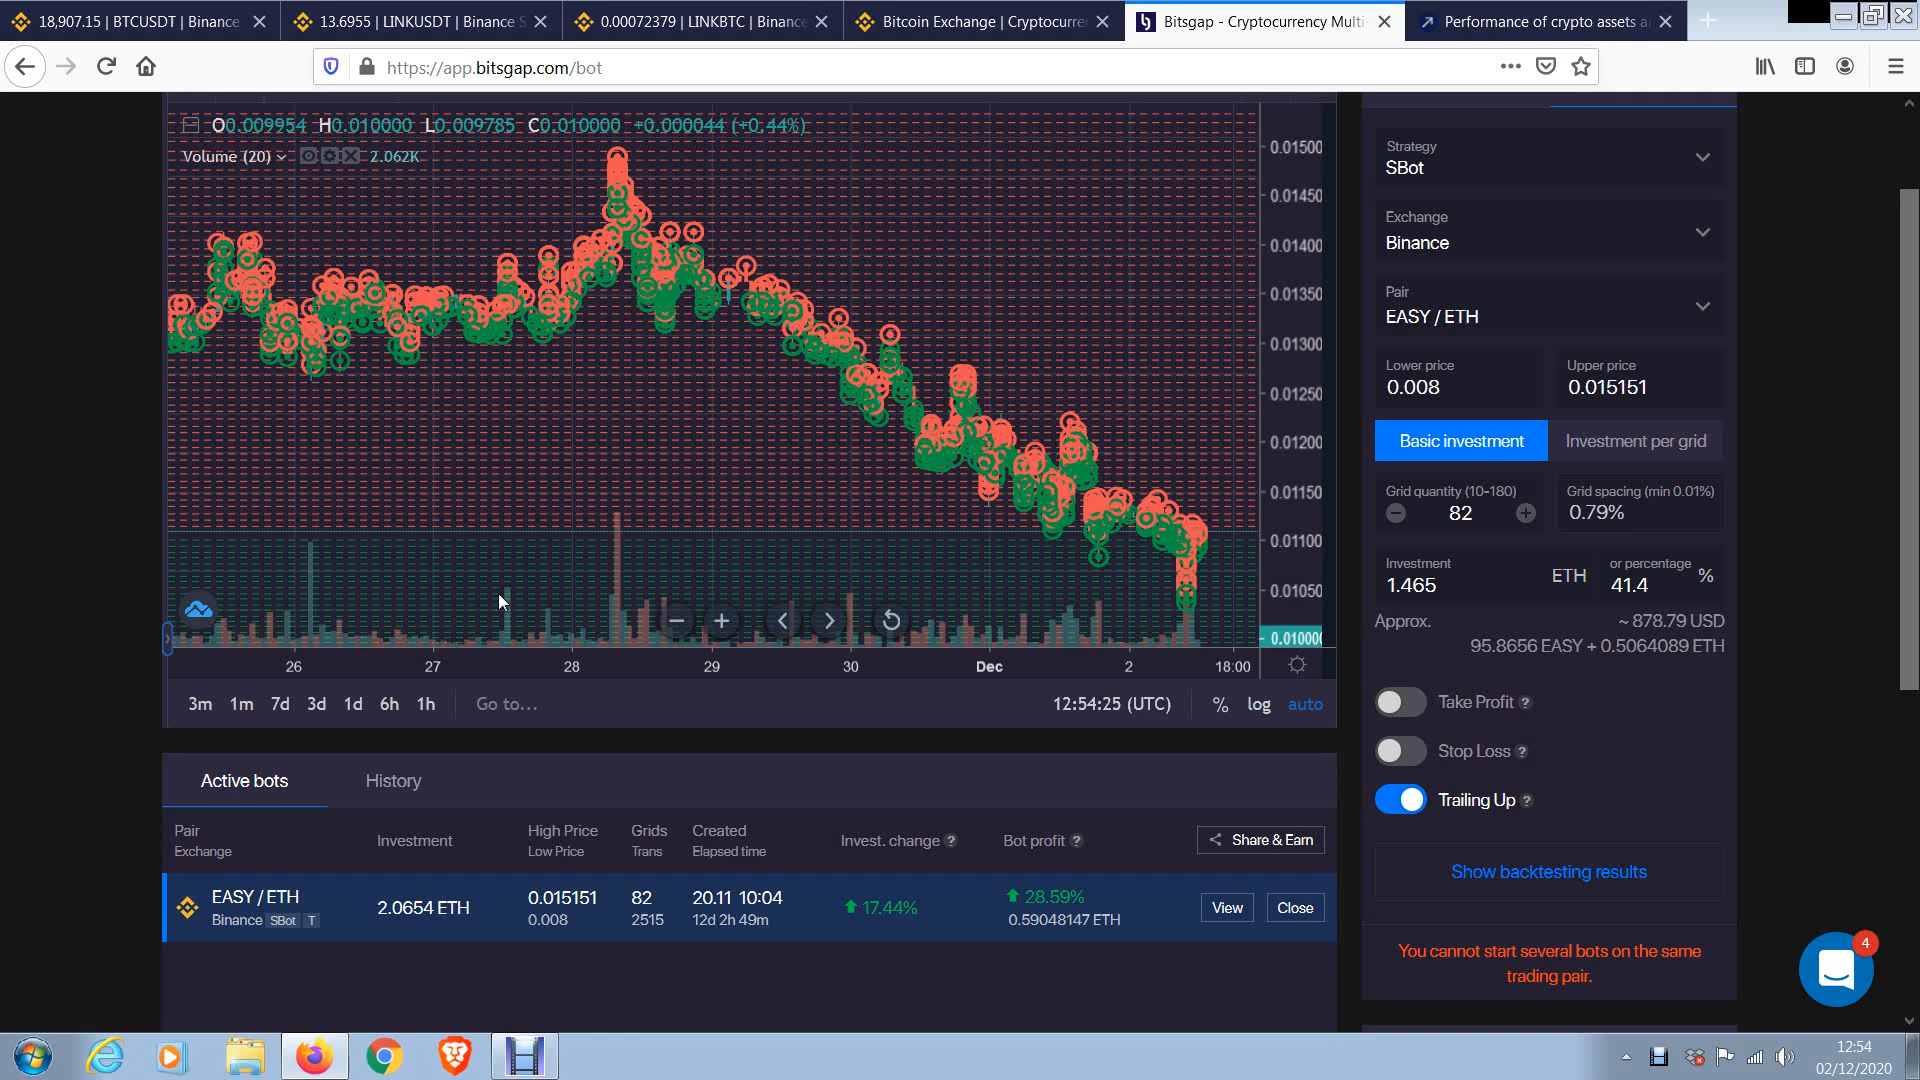 18,907.15 | BTCUSDT | Binance
13.6955 | LINKUSDT | Binance S
0.00072379 | LINKBTC | Binance
Bitcoin Exchange | Cryptocurre
Bitsgap - Cryptocurrency Multi-
Performance of crypto assets a
https://app.bitsgap.com/bot
O0.009954 H0.010000 L0.009785 C0.010000 +0.000044 (+0.44%)
Volume (20) 2.062K
0.01500
0.01450
0.01400
0.01350
0.01300
0.01250
0.01200
0.01150
0.01100
0.01050
0.01000
26 27 28 29 30 Dec 2 18:00
3m 1m 7d 3d 1d 6h 1h Go to... 12:54:25 (UTC) % log auto
Strategy
SBot
Exchange
Binance
Pair
EASY / ETH
Lower price
0.008
Upper price
0.015151
Basic investment Investment per grid
Grid quantity (10-180)
82
Grid spacing (min 0.01%)
0.79%
Investment
1.465 ETH
or percentage
41.4 %
Approx. ~ 878.79 USD
95.8656 EASY + 0.5064089 ETH
Take Profit ?
Stop Loss ?
Trailing Up ?
Show backtesting results
You cannot start several bots on the same
trading pair.
4
Active bots History
Pair
Exchange
Investment
High Price
Low Price
Grids
Trans
Created
Elapsed time
Invest. change ?
Bot profit ?
Share & Earn
EASY / ETH
Binance SBot T
2.0654 ETH
0.015151
0.008
82
2515
20.11 10:04
12d 2h 49m
17.44%
28.59%
0.59048147 ETH
View
Close
12:54
02/12/2020